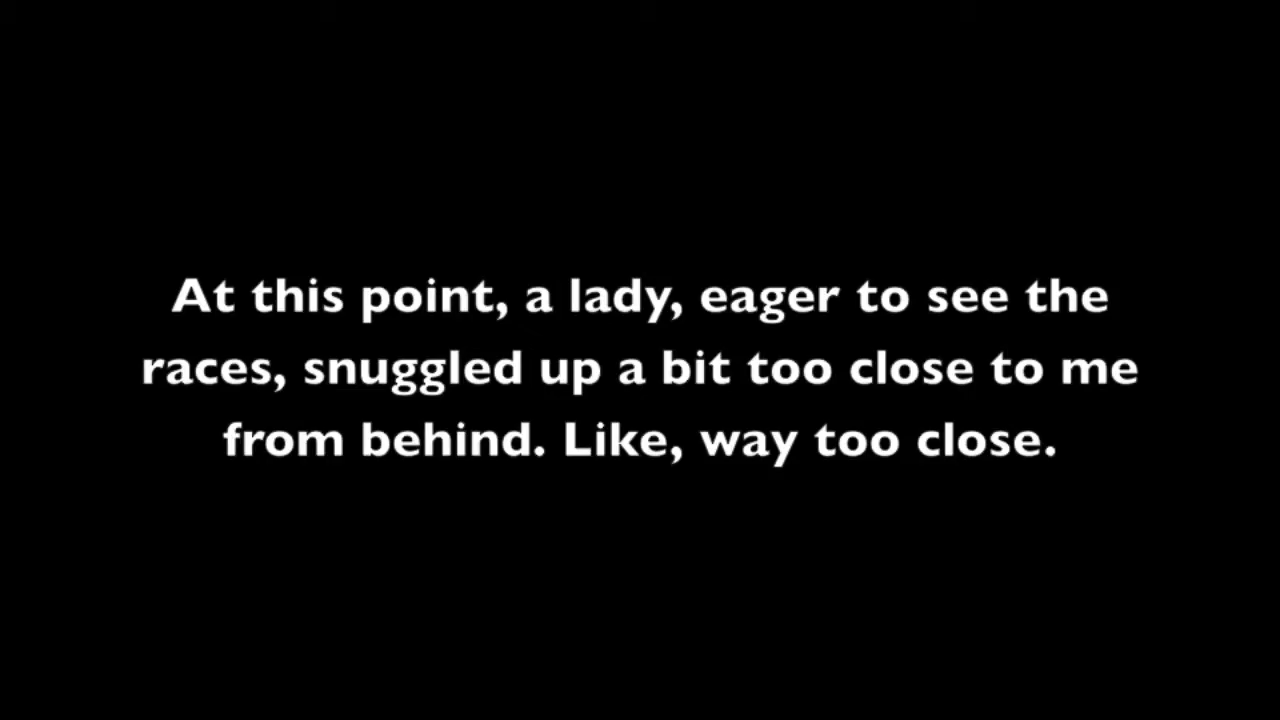 At this point, a lady, eager to see the
races, snuggled up a bit too close to me
from behind. Like, way too close.